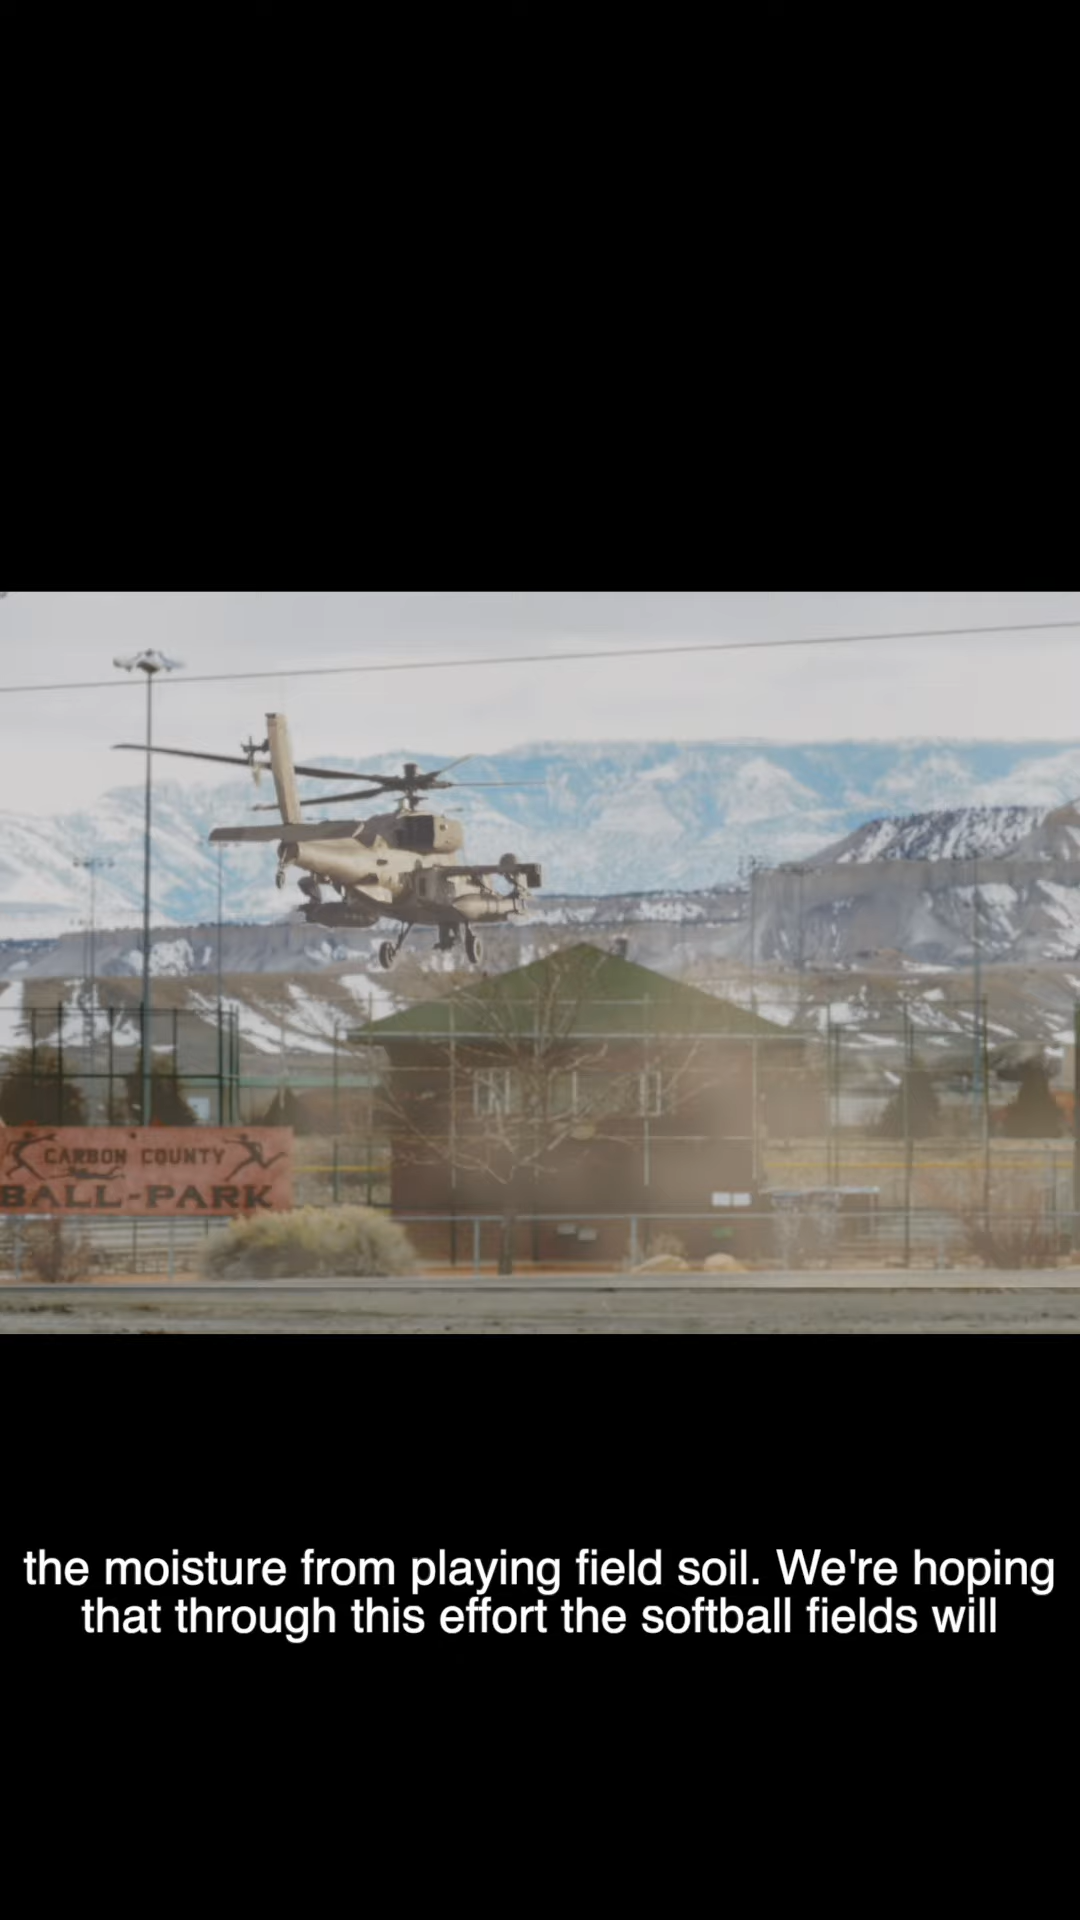 CARBON COUNTY
BALL-PARK
the moisture from playing field soil. We're hoping
that through this effort the softball fields will